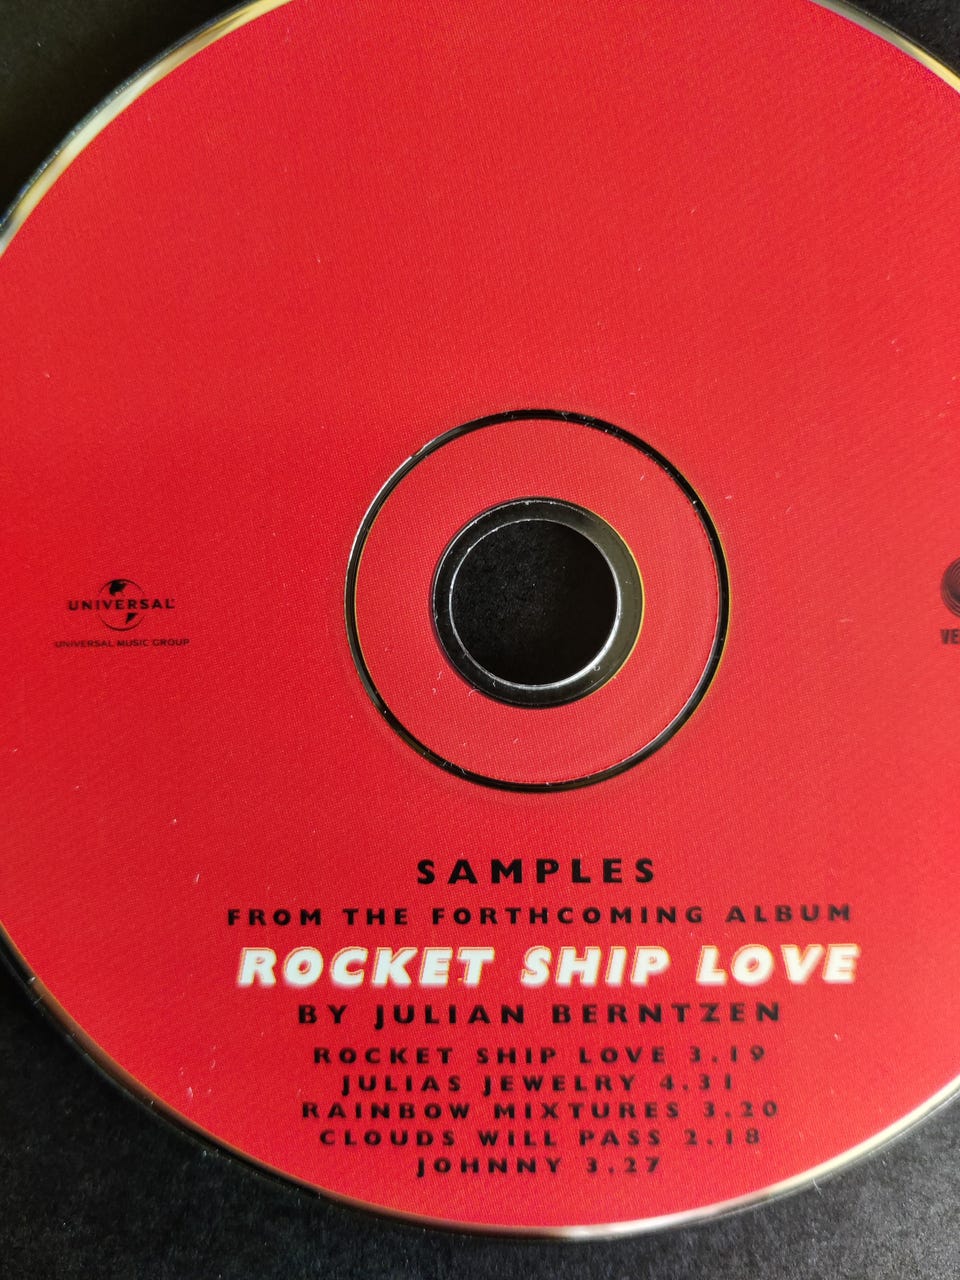 UNIVERSAL
UNIVERSAL MUSIC GROUP
SAMPLES
FROM THE FORTHCOMING ALBUM
ROCKET SHIP LOVE
BY JULIAN BERNTZEN
ROCKET SHIP LOVE 3.19
JULIAS JEWELRY 4.31
RAINBOW MIXTURES 3.20
CLOUDS WILL PASS 2.18
JOHNNY 3.27